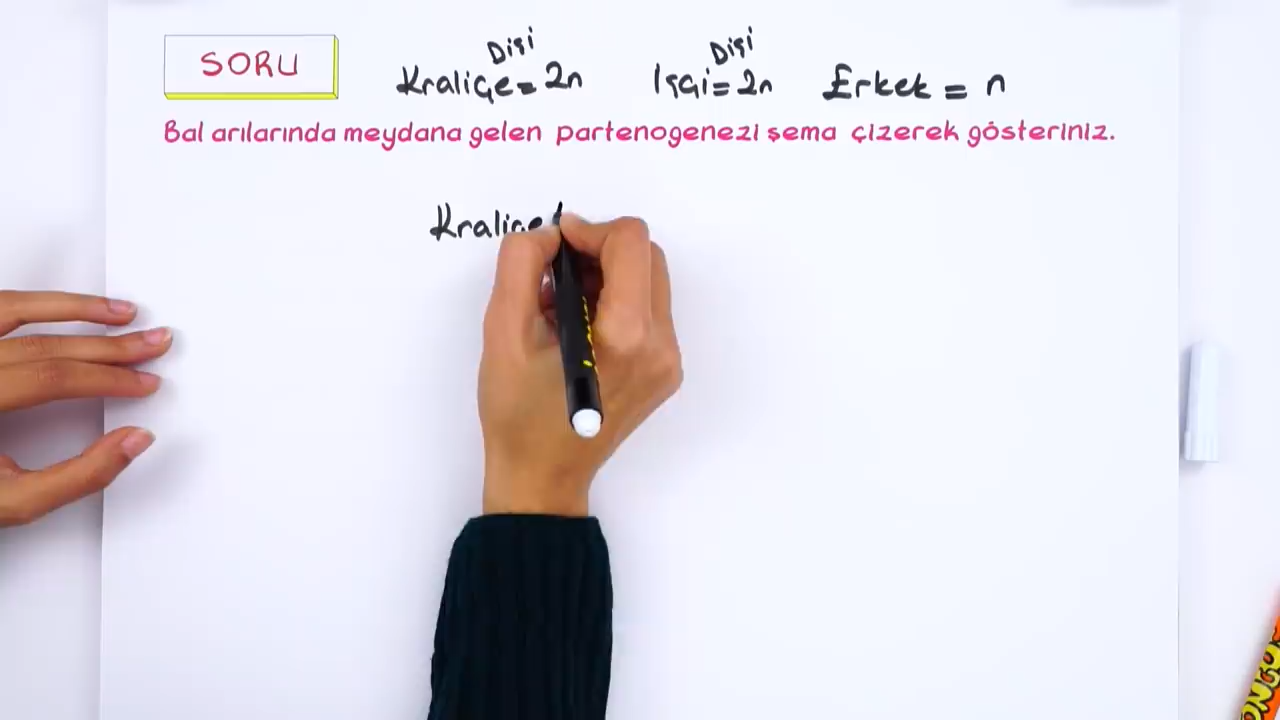 SORU
Dişi Dişi
Kraliçe = 2n İşçi = 2n Erkek = n
Bal arılarında meydana gelen partenogenezi şema çizerek gösteriniz.
Kraliçe